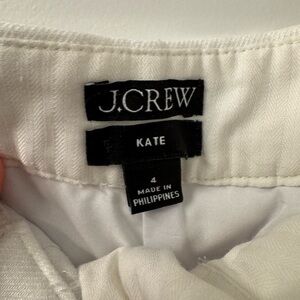 J.CREW
KATE
4
MADE IN
PHILIPPINES